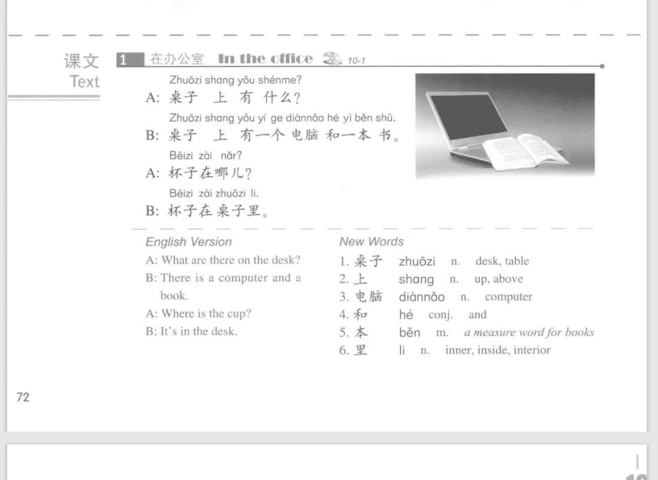 课文
Text
1 在办公室 In the office 10-1
Zhuōzi shang yǒu shénme?
A: 桌子 上 有 什么?
Zhuōzi shang yǒu yí ge diànnǎo hé yì běn shū.
B: 桌子 上 有一个 电脑 和一本 书。
Bēizi zài nǎr?
A: 杯子在哪儿?
Bēizi zài zhuōzi li.
B: 杯子在桌子里。
English Version
A: What are there on the desk?
B: There is a computer and a
book.
A: Where is the cup?
B: It's in the desk.
New Words
1. 桌子 zhuōzi n. desk, table
2. 上 shang n. up, above
3. 电脑 diànnǎo n. computer
4. 和 hé conj. and
5. 本 běn m. a measure word for books
6. 里 li n. inner, inside, interior
72